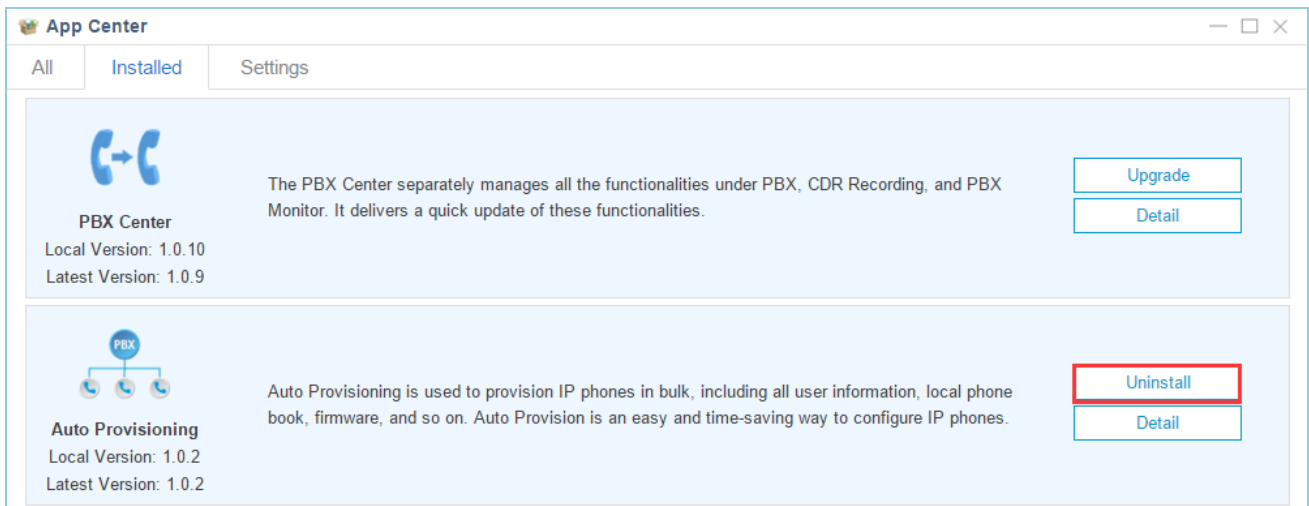 App Center
All
Installed
Settings
PBX Center
Local Version: 1.0.10
Latest Version: 1.0.9
The PBX Center separately manages all the functionalities under PBX, CDR Recording, and PBX
Monitor. It delivers a quick update of these functionalities.
Upgrade
Detail
PBX
Auto Provisioning
Local Version: 1.0.2
Latest Version: 1.0.2
Auto Provisioning is used to provision IP phones in bulk, including all user information, local phone
book, firmware, and so on. Auto Provision is an easy and time-saving way to configure IP phones.
Uninstall
Detail